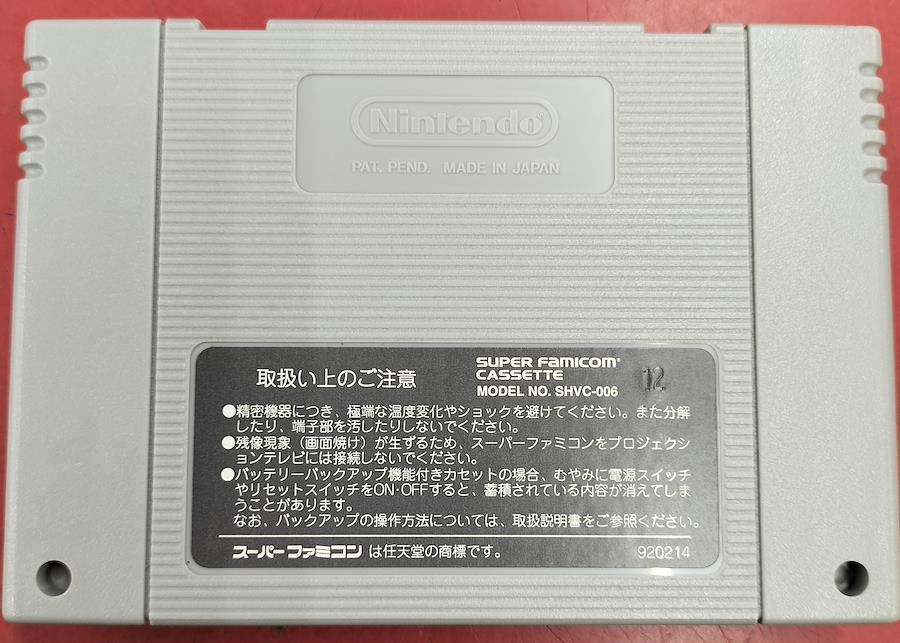 Nintendo®
PAT. PEND. MADE IN JAPAN
取扱い上のご注意
SUPER FAMICOM®
CASSETTE
MODEL NO. SHVC-006
12
●精密機器につき、極端な温度変化やショックを避けてください。また分解
したり、端子部を汚したりしないでください。
●残像現象（画面焼け）が生ずるため、スーパーファミコンをプロジェクシ
ョンテレビには接続しないでください。
●バッテリーバックアップ機能付きカセットの場合、むやみに電源スイッチ
やリセットスイッチをON·OFFすると、蓄積されている内容が消えてしま
うことがあります。
なお、バックアップの操作方法については、取扱説明書をご参照ください。
スーパーファミコン は任天堂の商標です。
920214